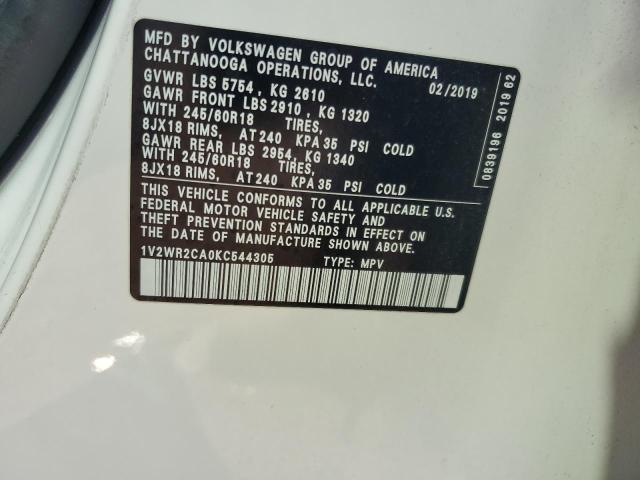 MFD BY VOLKSWAGEN GROUP OF AMERICA
CHATTANOOGA OPERATIONS, LLC.
02/2019
GVWR LBS 5754 , KG 2610
GAWR FRONT LBS 2910 , KG 1320
WITH 245/60R18 TIRES,
8JX18 RIMS, AT 240 KPA 35 PSI COLD
GAWR REAR LBS 2954, KG 1340
WITH 245/60R18 TIRES,
8JX18 RIMS, AT 240 KPA 35 PSI COLD
THIS VEHICLE CONFORMS TO ALL APPLICABLE U.S.
FEDERAL MOTOR VEHICLE SAFETY AND
THEFT PREVENTION STANDARDS IN EFFECT ON
THE DATE OF MANUFACTURE SHOWN ABOVE.
1V2WR2CA0KC544305 TYPE: MPV
0839196 2019 62